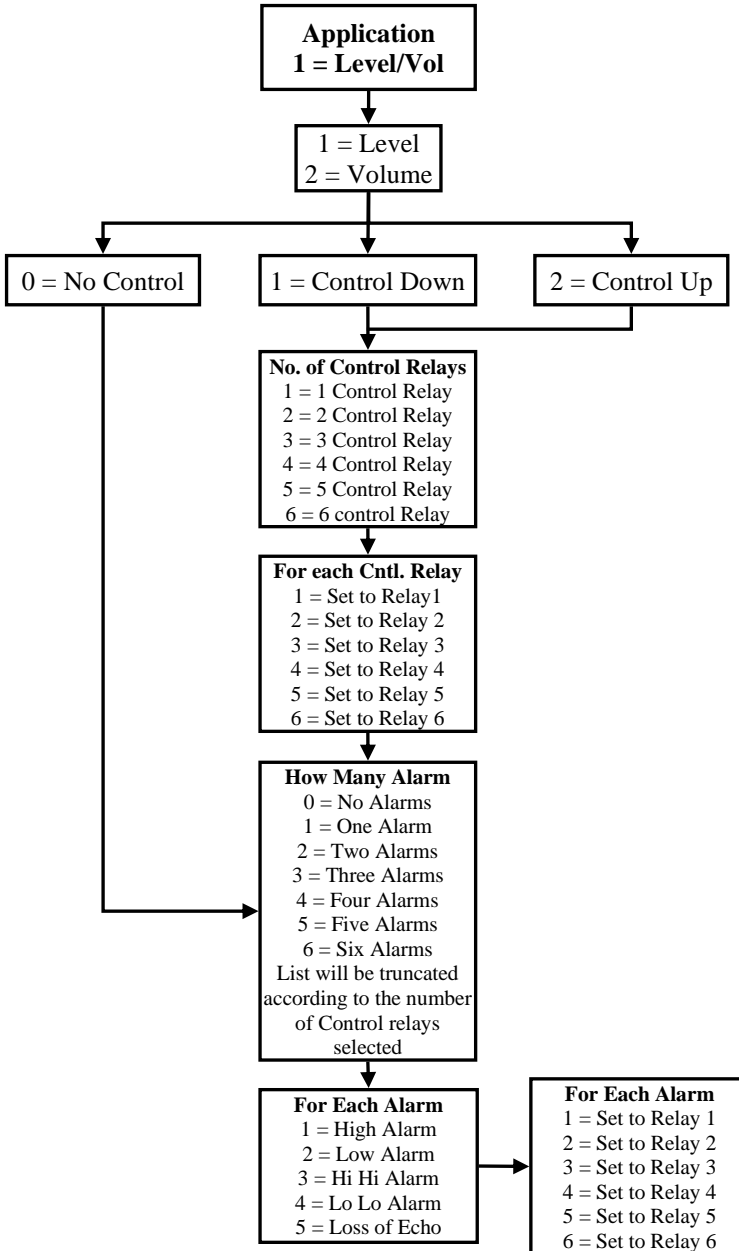 Application
1 = Level/Vol
1 = Level
2 = Volume
0 = No Control
1 = Control Down
2 = Control Up
No. of Control Relays
1 = 1 Control Relay
2 = 2 Control Relay
3 = 3 Control Relay
4 = 4 Control Relay
5 = 5 Control Relay
6 = 6 control Relay
For each Cntl. Relay
1 = Set to Relay1
2 = Set to Relay 2
3 = Set to Relay 3
4 = Set to Relay 4
5 = Set to Relay 5
6 = Set to Relay 6
How Many Alarm
0 = No Alarms
1 = One Alarm
2 = Two Alarms
3 = Three Alarms
4 = Four Alarms
5 = Five Alarms
6 = Six Alarms
List will be truncated
according to the number
of Control relays
selected
For Each Alarm
1 = High Alarm
2 = Low Alarm
3 = Hi Hi Alarm
4 = Lo Lo Alarm
5 = Loss of Echo
For Each Alarm
1 = Set to Relay 1
2 = Set to Relay 2
3 = Set to Relay 3
4 = Set to Relay 4
5 = Set to Relay 5
6 = Set to Relay 6